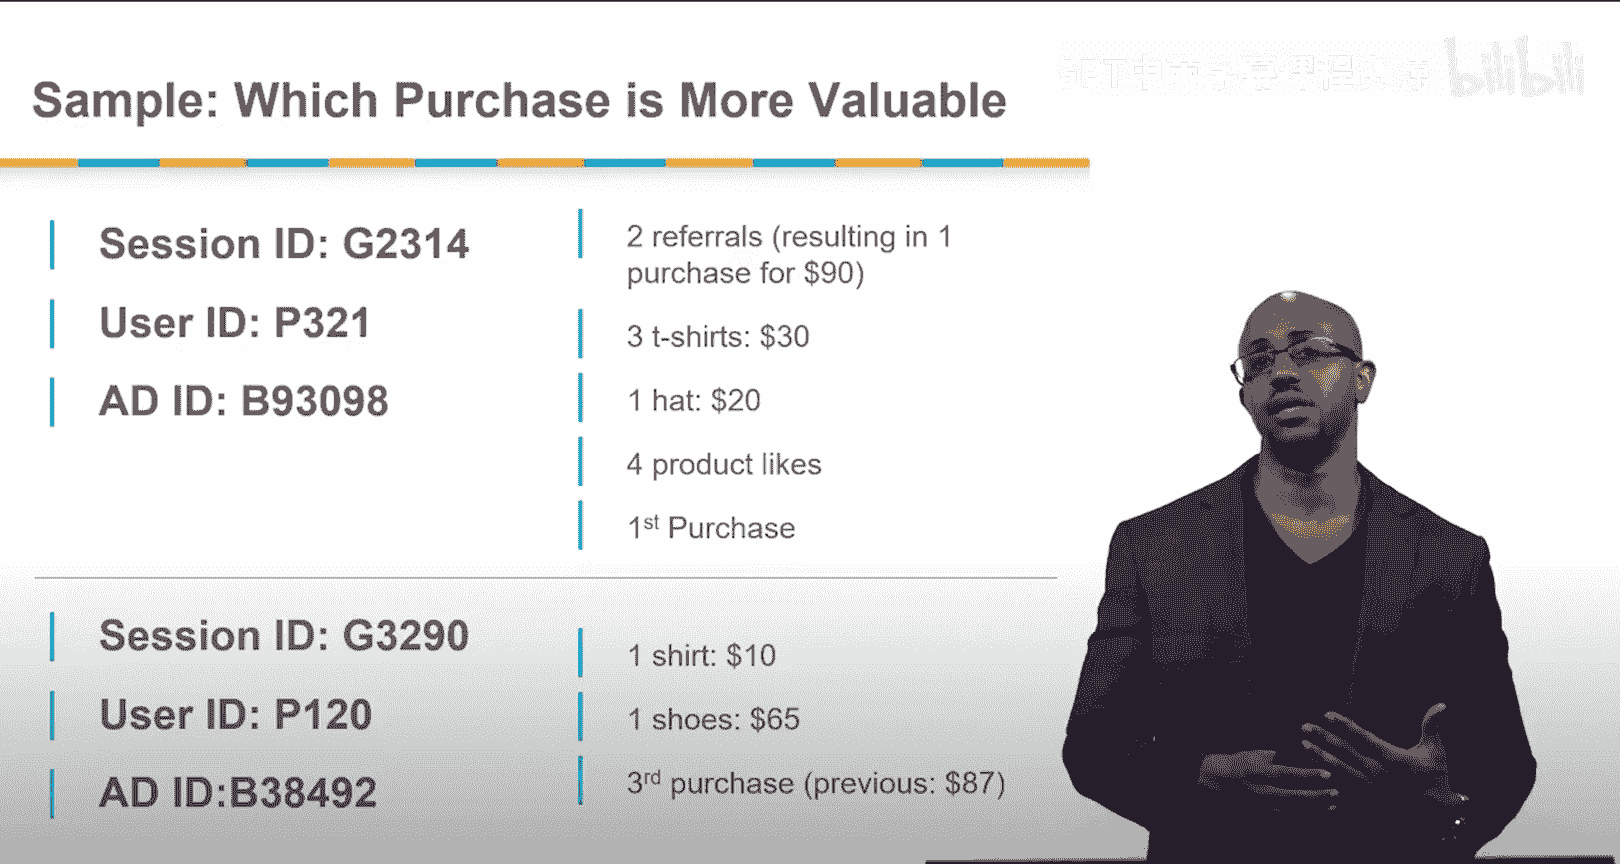 bilibili
Sample: Which Purchase is More Valuable
Session ID: G2314
User ID: P321
AD ID: B93098
2 referrals (resulting in 1
purchase for $90)
3 t-shirts: $30
1 hat: $20
4 product likes
1st Purchase
Session ID: G3290
User ID: P120
AD ID:B38492
1 shirt: $10
1 shoes: $65
3rd purchase (previous: $87)